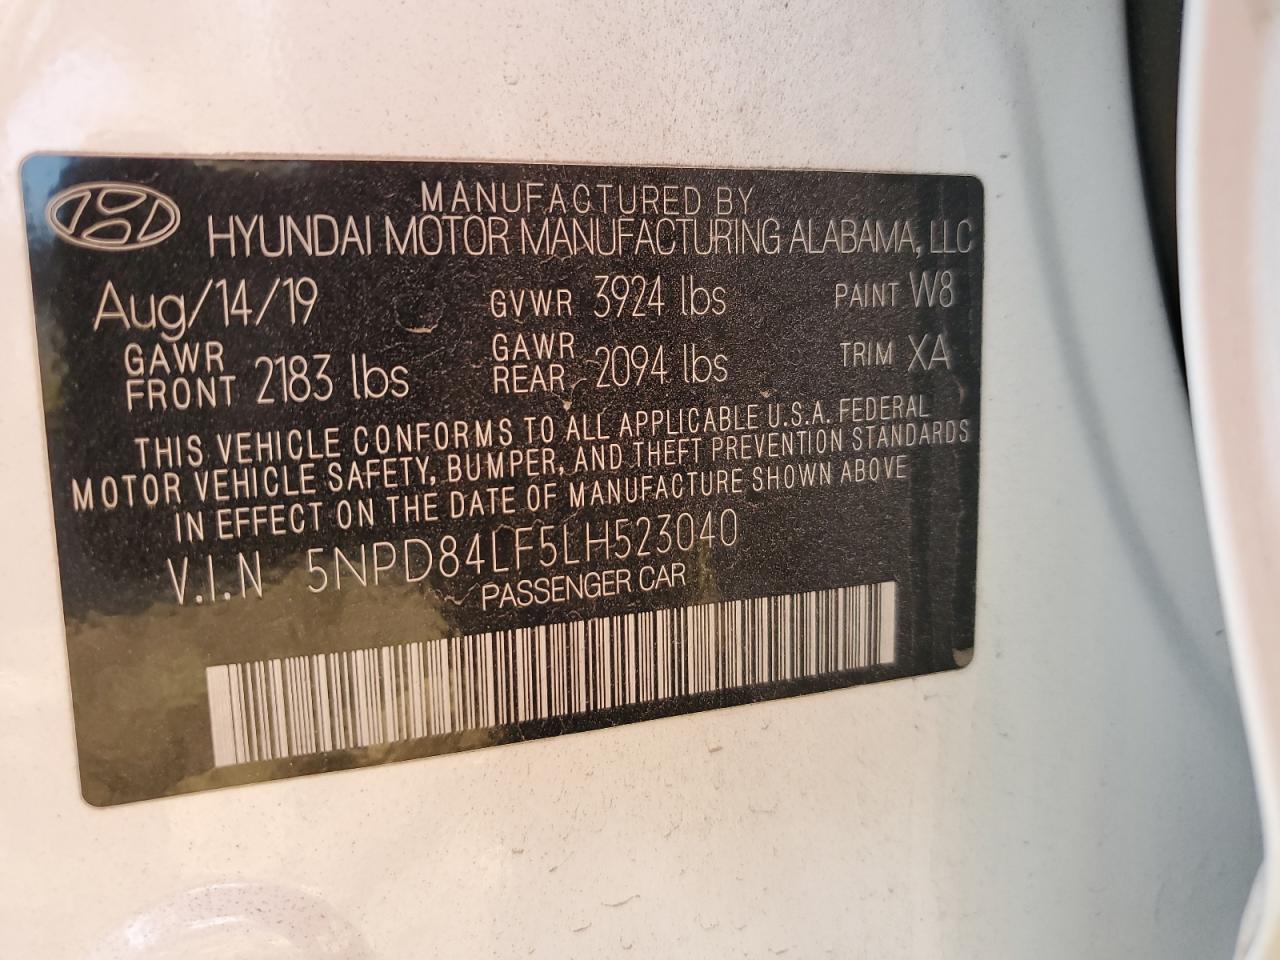 MANUFACTURED BY
HYUNDAI MOTOR MANUFACTURING ALABAMA, LLC
Aug/14/19 GVWR 3924 lbs PAINT W8
GAWR FRONT 2183 lbs GAWR REAR 2094 lbs TRIM XA
THIS VEHICLE CONFORMS TO ALL APPLICABLE U.S.A. FEDERAL
MOTOR VEHICLE SAFETY, BUMPER, AND THEFT PREVENTION STANDARDS
IN EFFECT ON THE DATE OF MANUFACTURE SHOWN ABOVE
V.I.N 5NPD84LF5LH523040
PASSENGER CAR